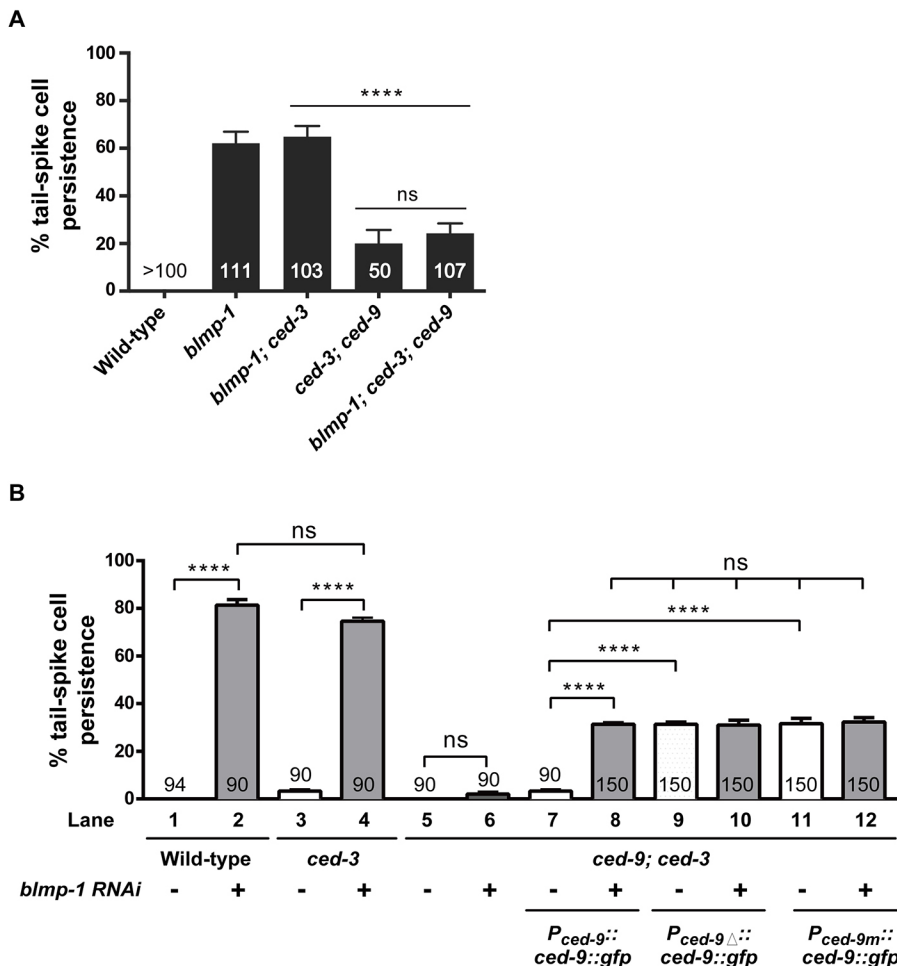 A
% tail-spike cell
persistence
100
80
60
40
20
0
****
ns
>100
111
103
50
107
Wild-type
blmp-1
blmp-1; ced-3
ced-3; ced-9
blmp-1; ced-3; ced-9
B
% tail-spike cell
persistence
100
80
60
40
20
0
ns
****
****
ns
****
****
****
ns
94
90
90
90
90
90
90
150
150
150
150
150
Lane 1 2 3 4 5 6 7 8 9 10 11 12
Wild-type ced-3 ced-9; ced-3
blmp-1 RNAi - + - + - + - + - + - +
Pced-9:: Pced-9△:: Pced-9m::
ced-9::gfp ced-9::gfp ced-9::gfp